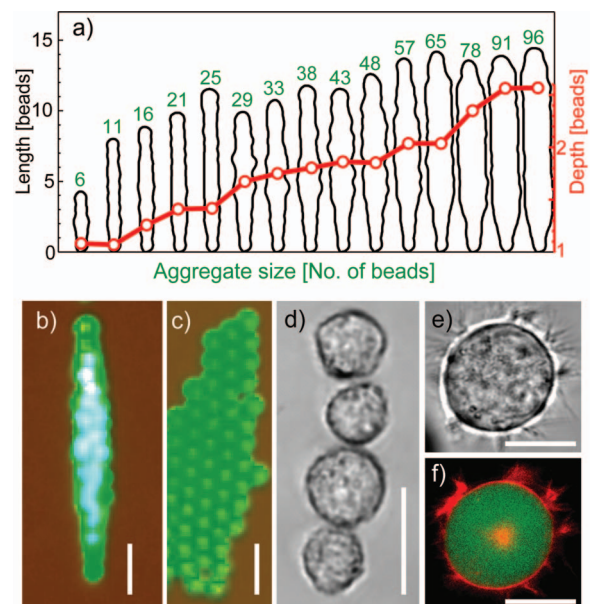 a)
Length [beads]
15
10
5
0
6
11
16
21
25
29
33
38
43
48
57
65
78
91
96
Depth [beads]
2
1
Aggregate size [No. of beads]
b)
c)
d)
e)
f)